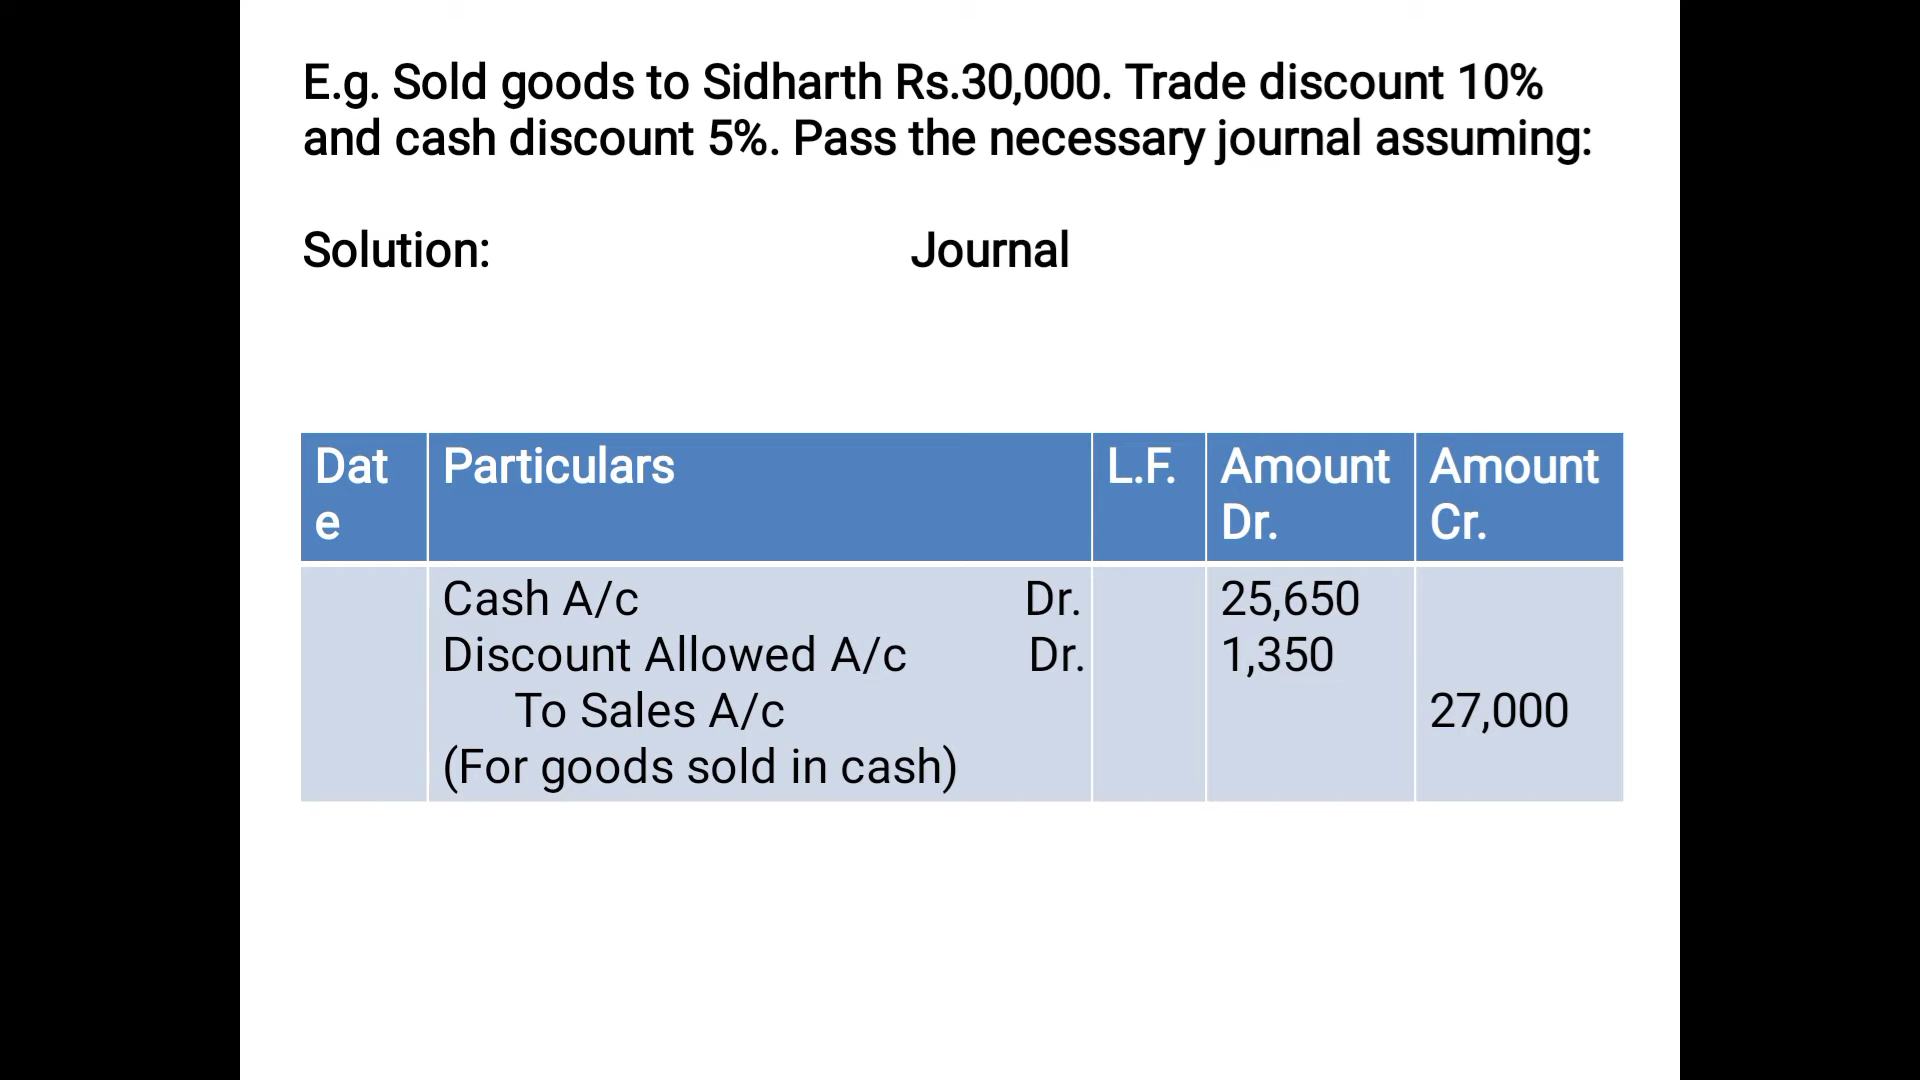 E.g. Sold goods to Sidharth Rs.30,000. Trade discount 10%
and cash discount 5%. Pass the necessary journal assuming:
Solution: Journal
Dat
e
Particulars
L.F.
Amount
Dr.
Amount
Cr.
Cash A/c Dr. 25,650
Discount Allowed A/c Dr. 1,350
To Sales A/c 27,000
(For goods sold in cash)